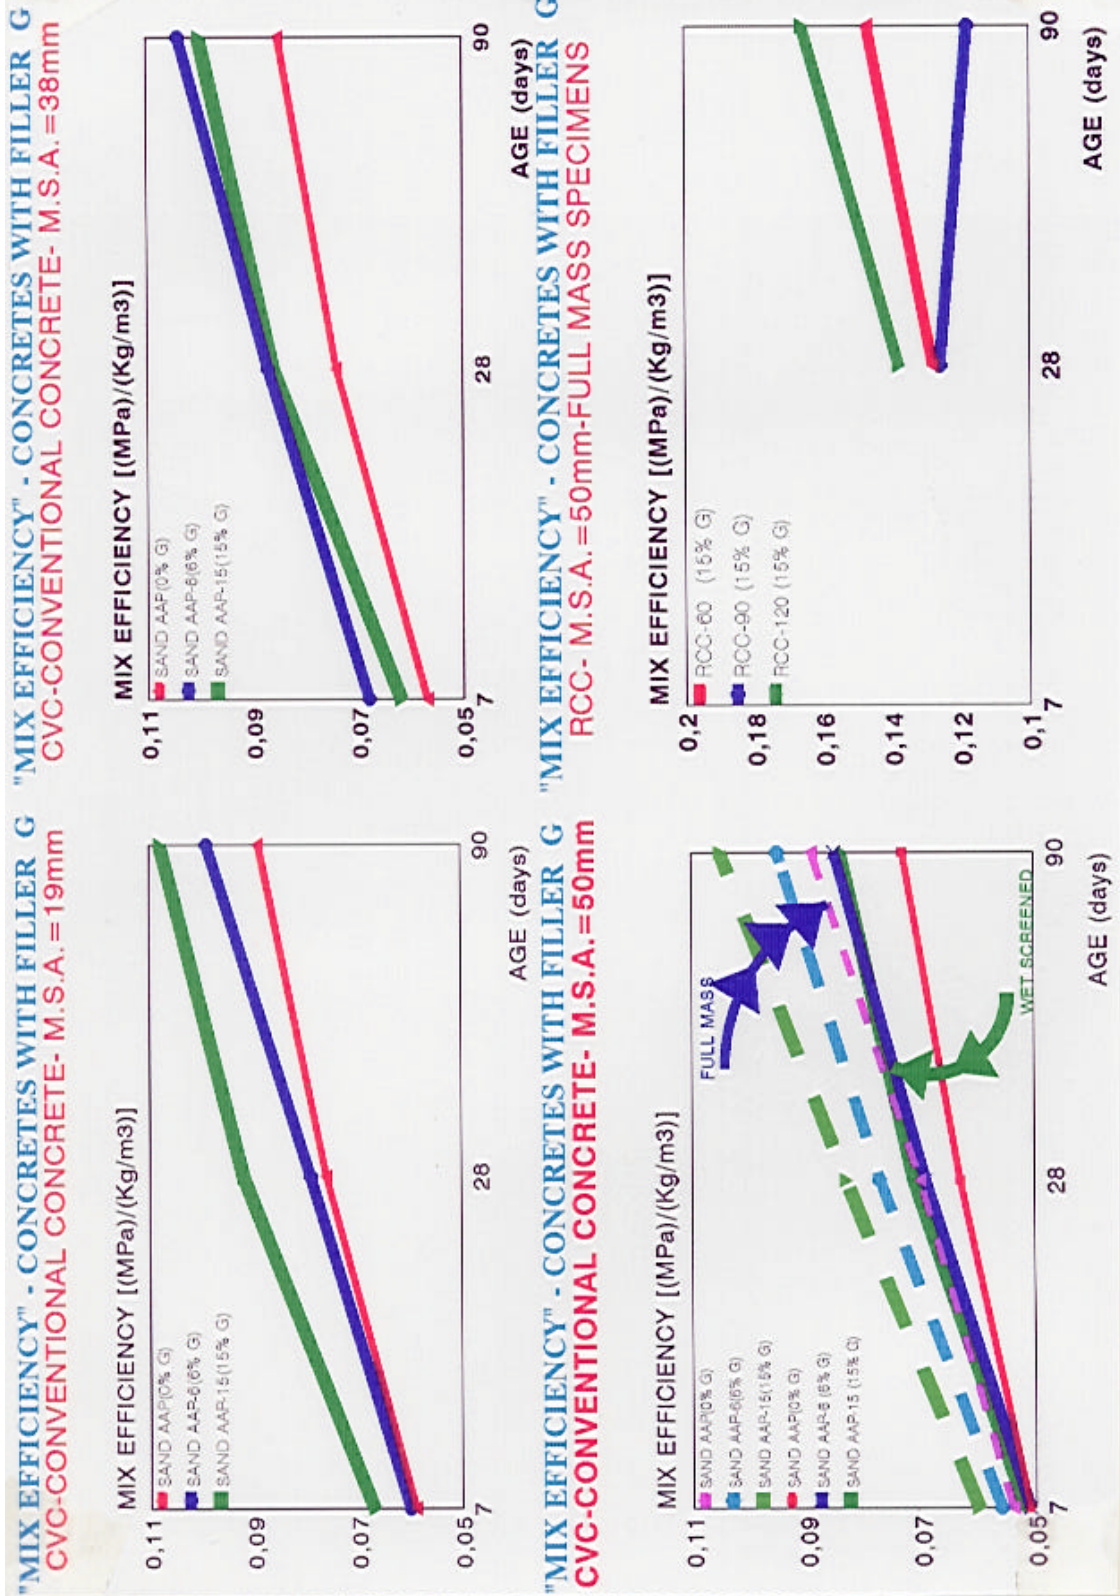 "MIX EFFICIENCY" - CONCRETES WITH FILLER G
CVC-CONVENTIONAL CONCRETE- M.S.A.=19mm
MIX EFFICIENCY [(MPa)/(Kg/m3)]
0,11
0,09
0,07
0,05
SAND AAP(0% G)
SAND AAP-6(6% G)
SAND AAP-15(15% G)
7
28
90
AGE (days)
"MIX EFFICIENCY" - CONCRETES WITH FILLER G
CVC-CONVENTIONAL CONCRETE- M.S.A.=38mm
MIX EFFICIENCY [(MPa)/(Kg/m3)]
0,11
0,09
0,07
0,05
SAND AAP(0% G)
SAND AAP-6(6% G)
SAND AAP-15(15% G)
7
28
90
AGE (days)
"MIX EFFICIENCY" - CONCRETES WITH FILLER G
CVC-CONVENTIONAL CONCRETE- M.S.A.=50mm
MIX EFFICIENCY [(MPa)/(Kg/m3)]
0,11
0,09
0,07
0,05
SAND AAP(0% G)
SAND AAP-6(6% G)
SAND AAP-15(15% G)
SAND AAP(0% G)
SAND AAP-6 (6% G)
SAND AAP-15 (15% G)
FULL MASS
WET SCREENED
7
28
90
AGE (days)
"MIX EFFICIENCY" - CONCRETES WITH FILLER G
RCC- M.S.A.=50mm-FULL MASS SPECIMENS
MIX EFFICIENCY [(MPa)/(Kg/m3)]
0,2
0,18
0,16
0,14
0,12
0,1
RCC-60 (15% G)
RCC-90 (15% G)
RCC-120 (15% G)
7
28
90
AGE (days)